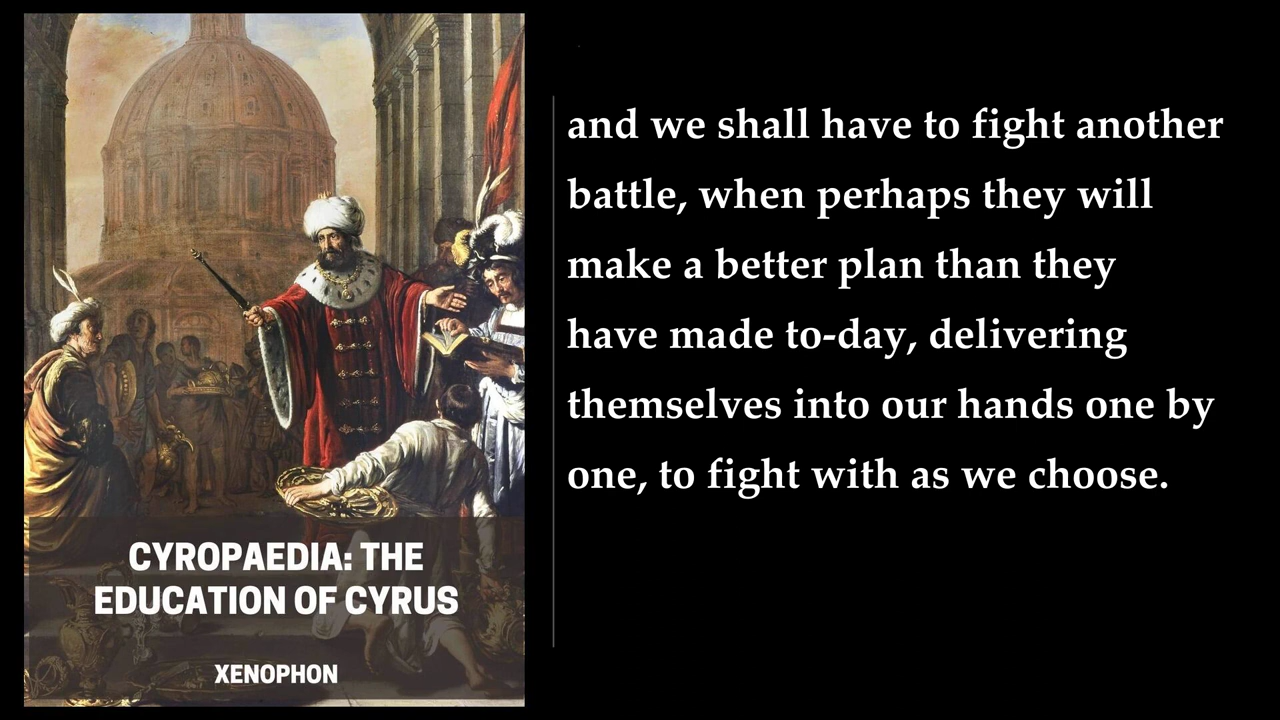 and we shall have to fight another
battle, when perhaps they will
make a better plan than they
have made to-day, delivering
themselves into our hands one by
one, to fight with as we choose.
CYROPAEDIA: THE
EDUCATION OF CYRUS
XENOPHON